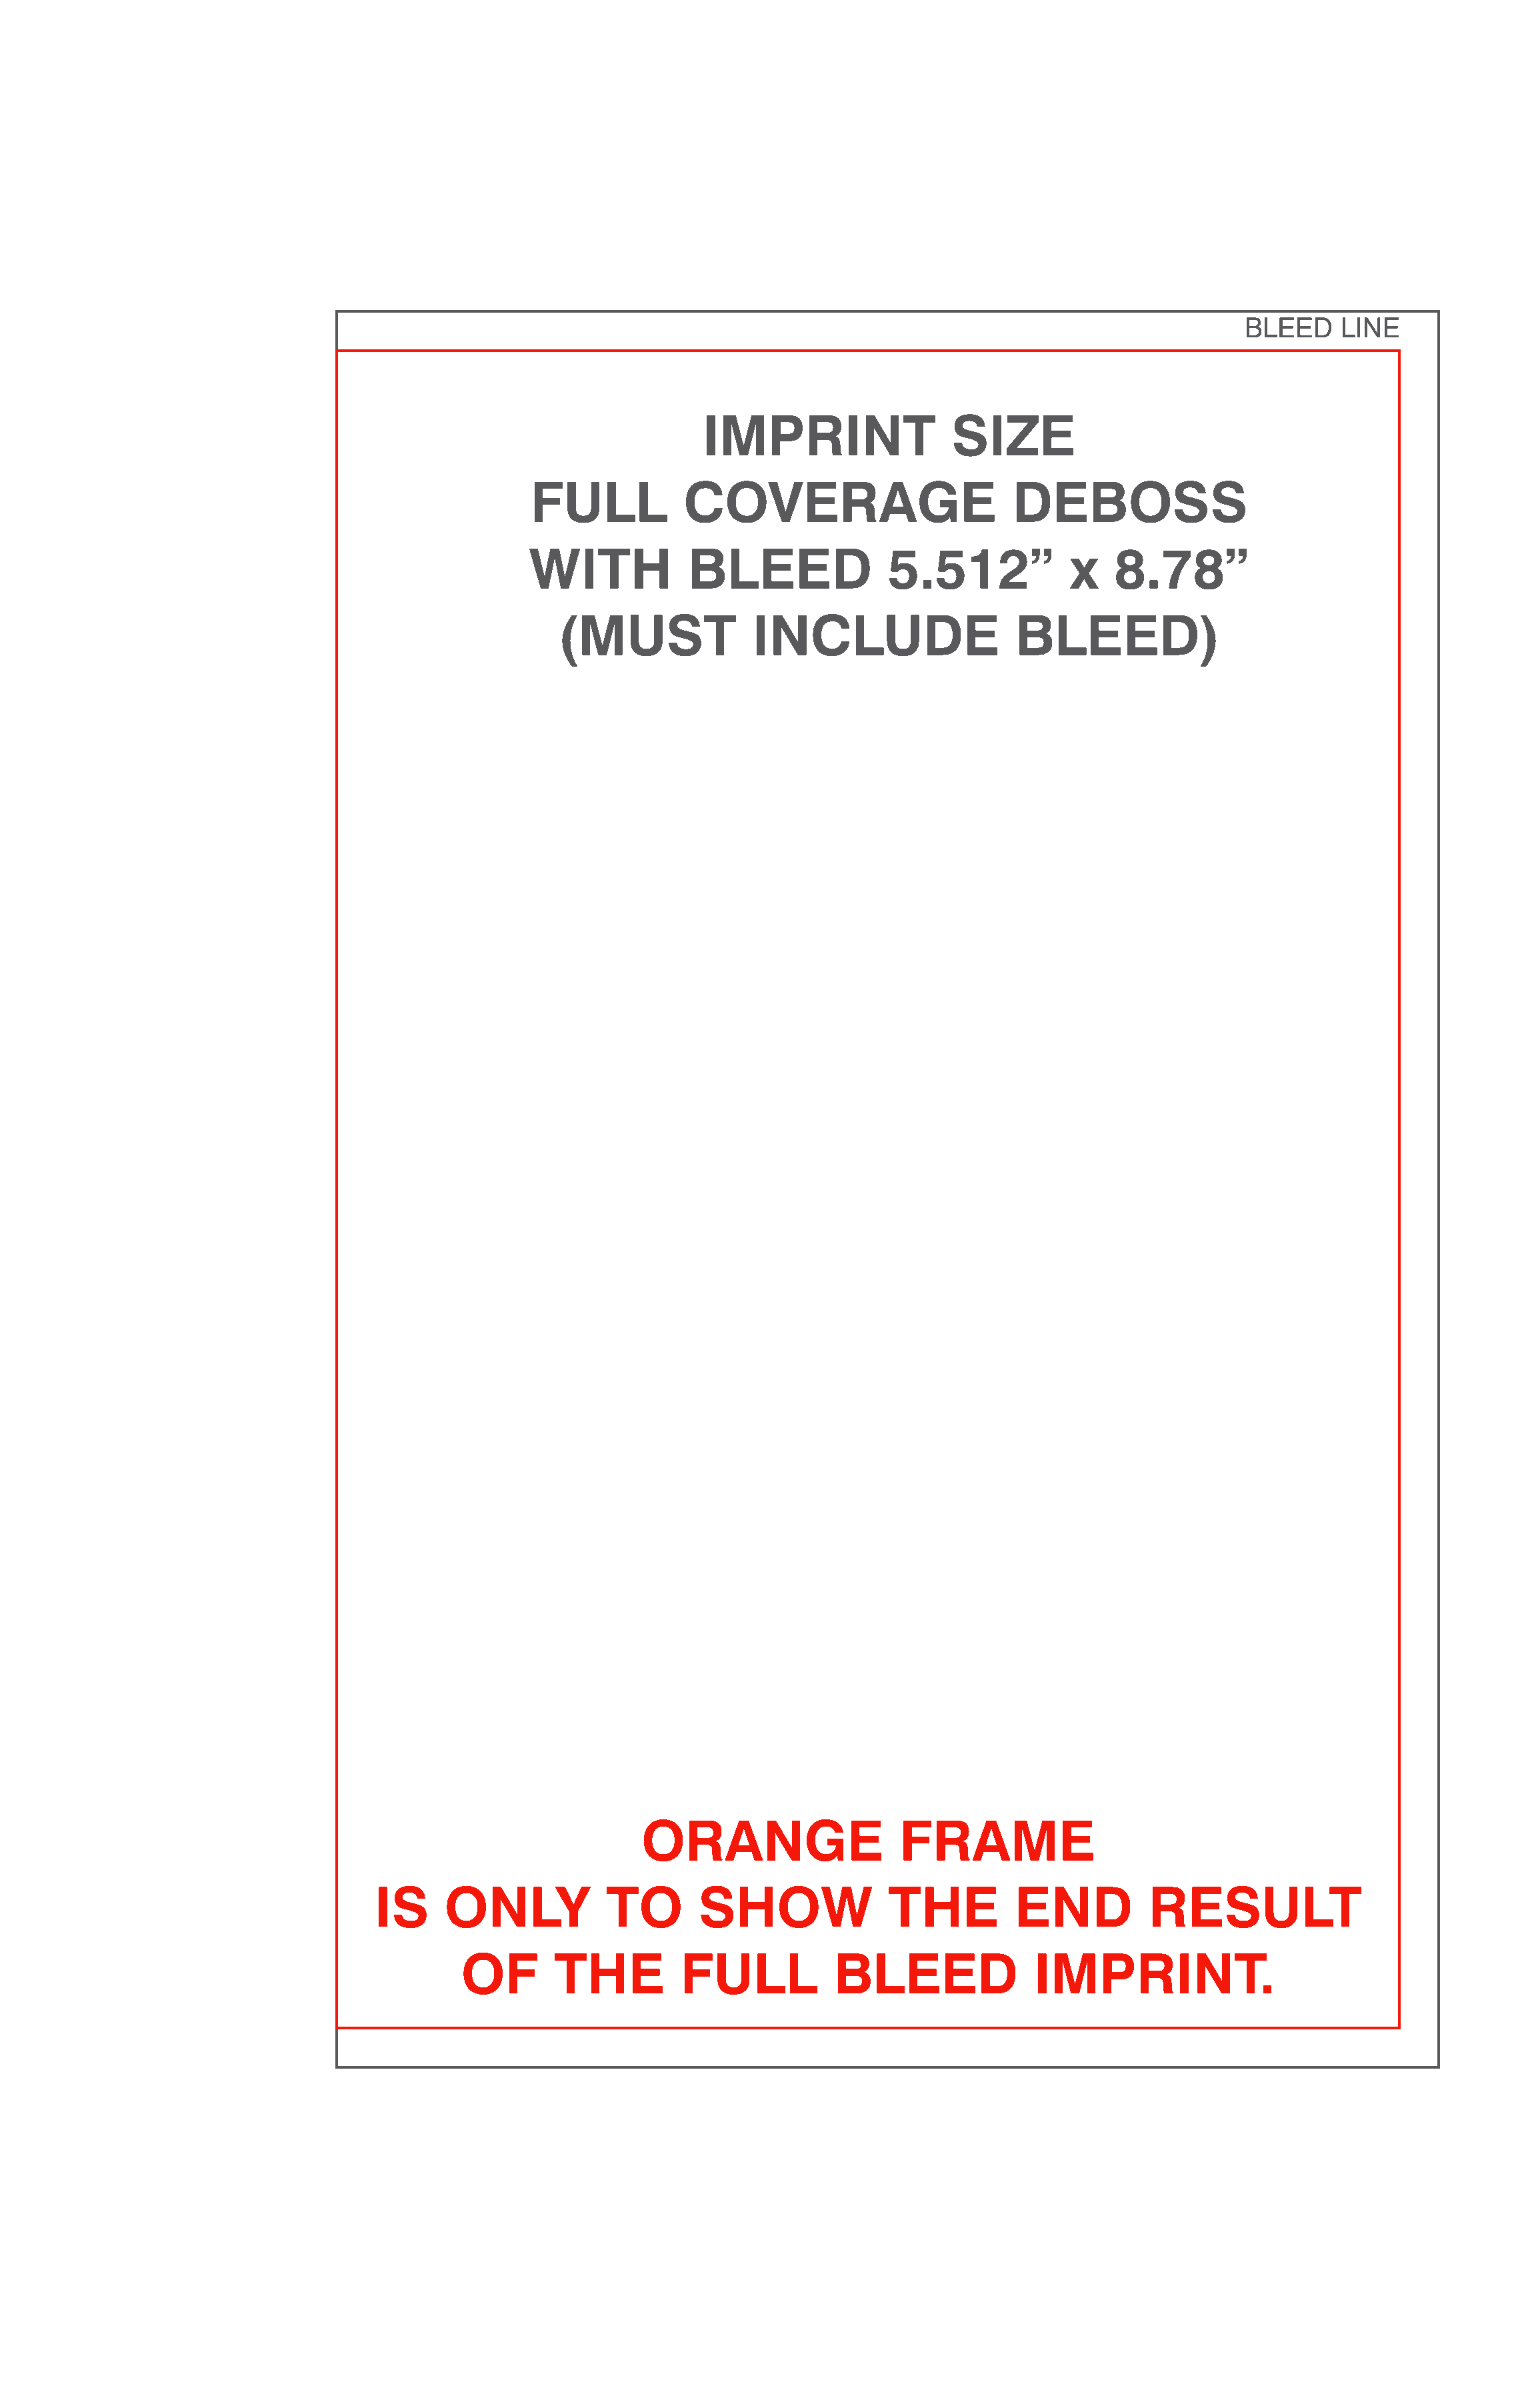 BLEED LINE
IMPRINT SIZE
FULL COVERAGE DEBOSS
WITH BLEED 5.512” x 8.78”
(MUST INCLUDE BLEED)
ORANGE FRAME
IS ONLY TO SHOW THE END RESULT
OF THE FULL BLEED IMPRINT.